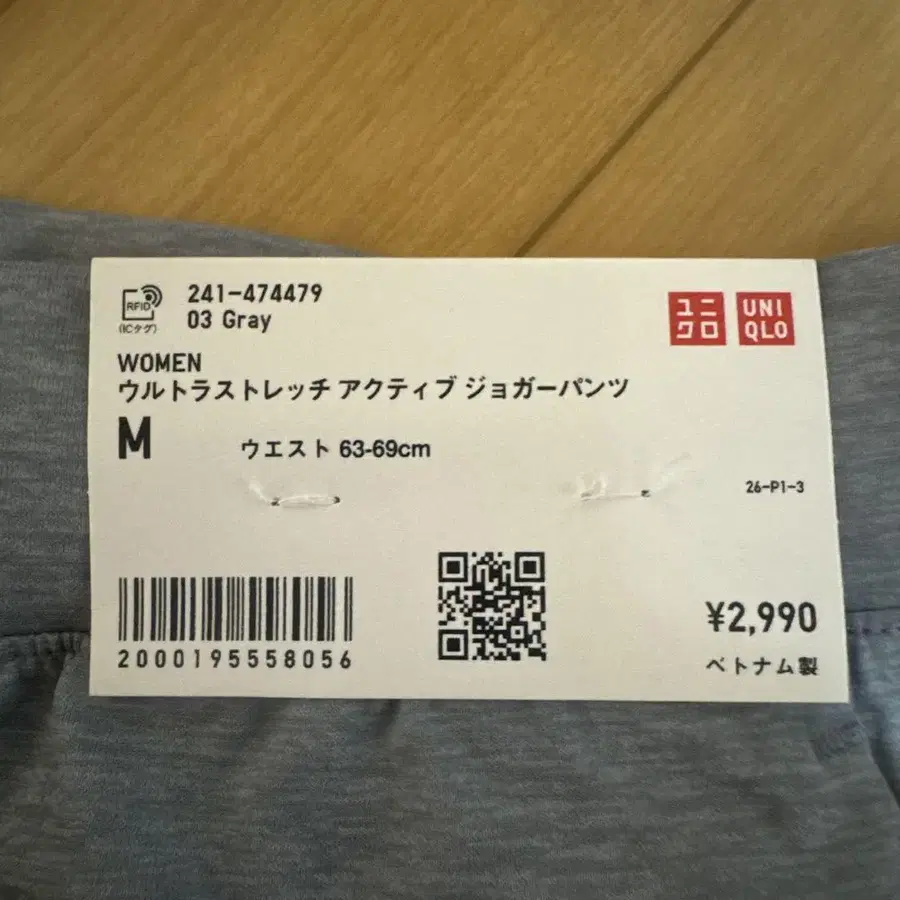 RFID
(ICタグ)
241-474479
03 Gray
ユニ
クロ
UNI
QLO
WOMEN
ウルトラストレッチ アクティブ ジョガーパンツ
M
ウエスト 63-69cm
26-P1-3
2000195558056
¥2,990
ベトナム製